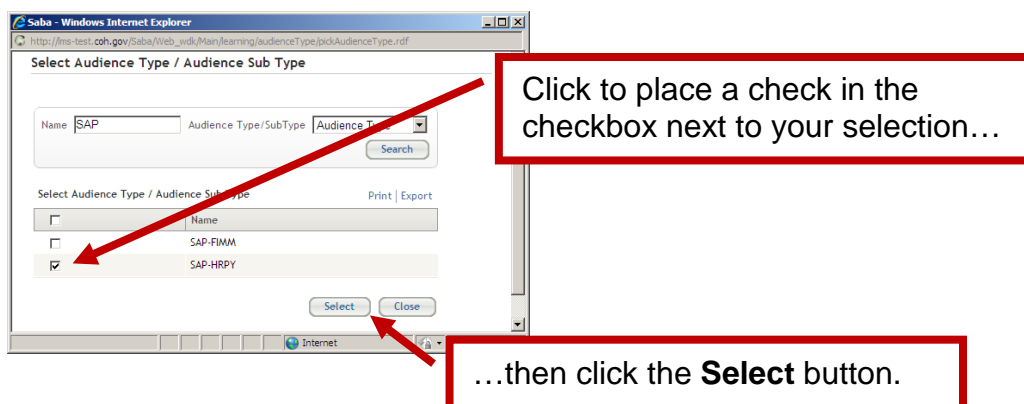 Saba - Windows Internet Explorer
http://lms-test.coh.gov/Saba/Web_wdk/Main/learning/audienceType/pickAudienceType.rdf
Select Audience Type / Audience Sub Type
Click to place a check in the
checkbox next to your selection…
Name SAP Audience Type/SubType Audience Type
Search
Select Audience Type / Audience Sub Type Print | Export
Name
SAP-FIMM
SAP-HRPY
Select Close
Internet
…then click the Select button.